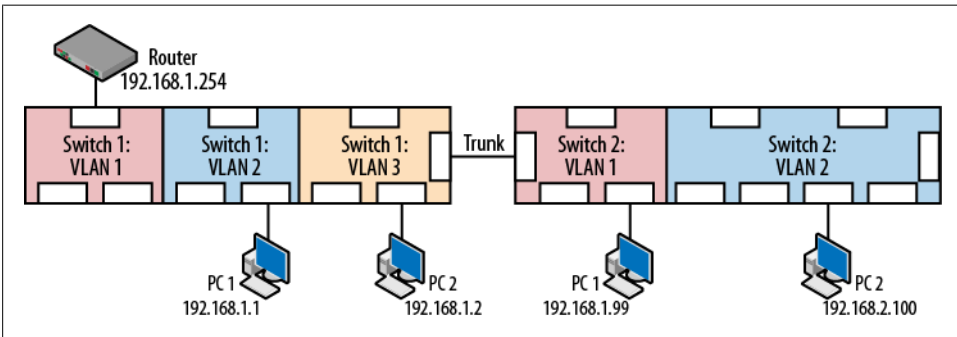 Router
192.168.1.254
Switch 1:
VLAN 1
Switch 1:
VLAN 2
Switch 1:
VLAN 3
Trunk
Switch 2:
VLAN 1
Switch 2:
VLAN 2
PC 1
192.168.1.1
PC 2
192.168.1.2
PC 1
192.168.1.99
PC 2
192.168.2.100